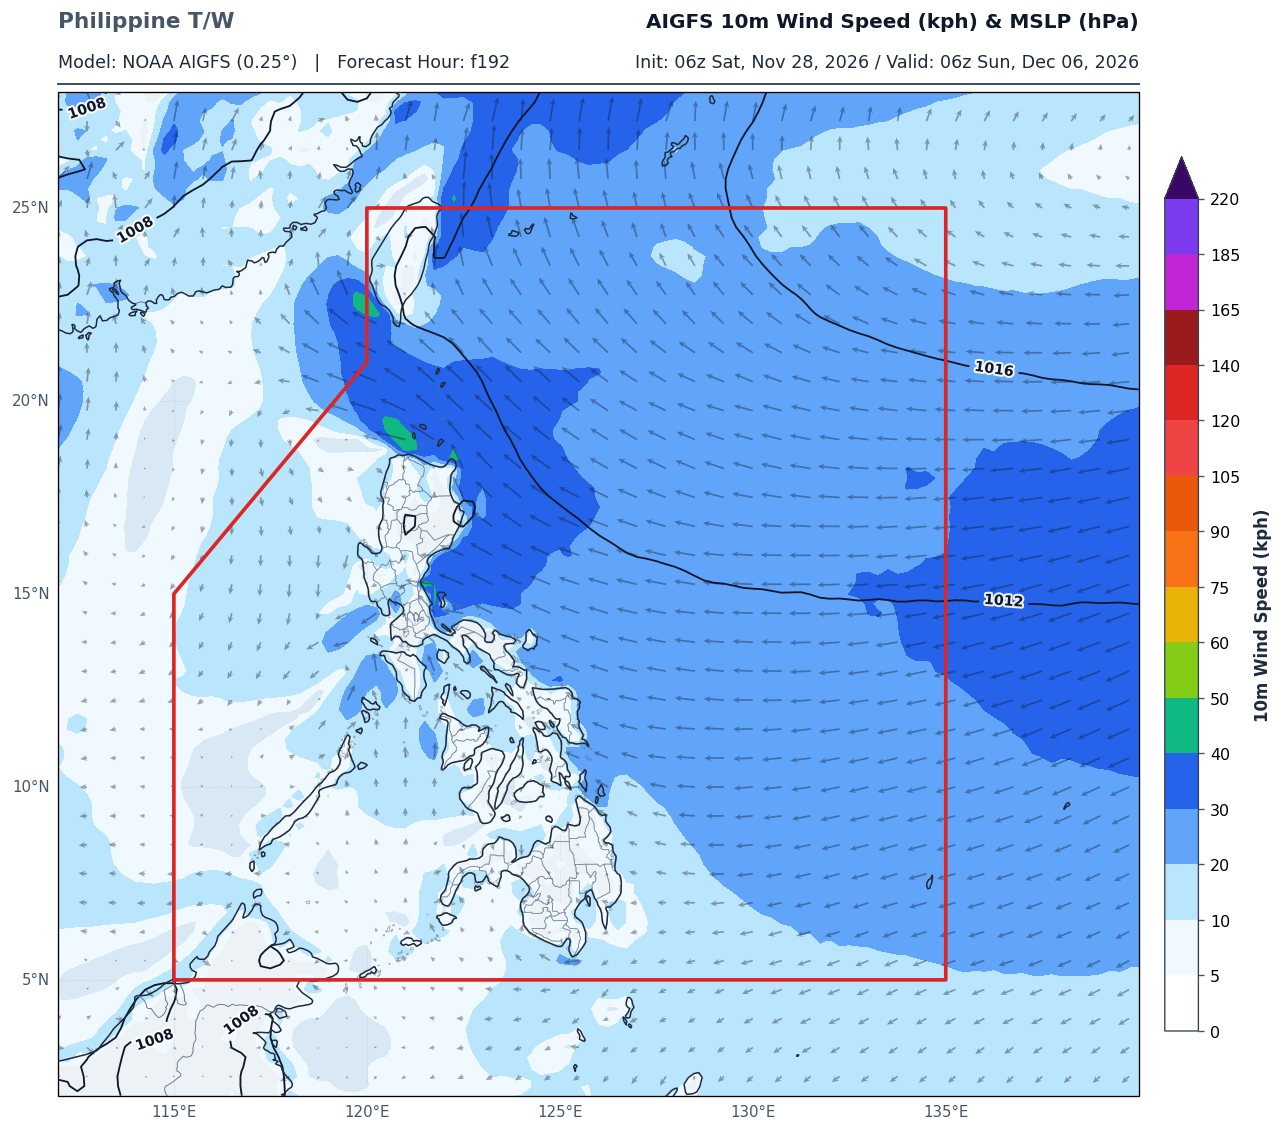 Philippine T/W
AIGFS 10m Wind Speed (kph) & MSLP (hPa)
Model: NOAA AIGFS (0.25°) | Forecast Hour: f192
Init: 06z Sat, Nov 28, 2026 / Valid: 06z Sun, Dec 06, 2026
1008
1008
1016
1012
1008
1008
25°N
20°N
15°N
10°N
5°N
115°E
120°E
125°E
130°E
135°E
220
185
165
140
120
105
90
75
60
50
40
30
20
10
5
0
10m Wind Speed (kph)